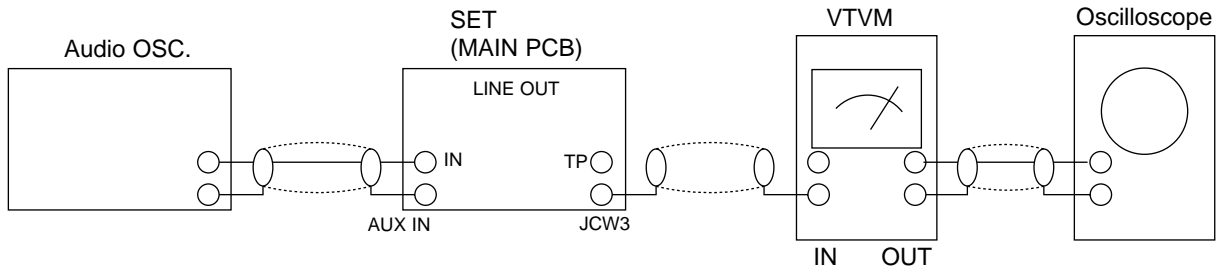 Audio OSC.
SET
(MAIN PCB)
LINE OUT
IN
AUX IN
TP
JCW3
VTVM
IN OUT
Oscilloscope